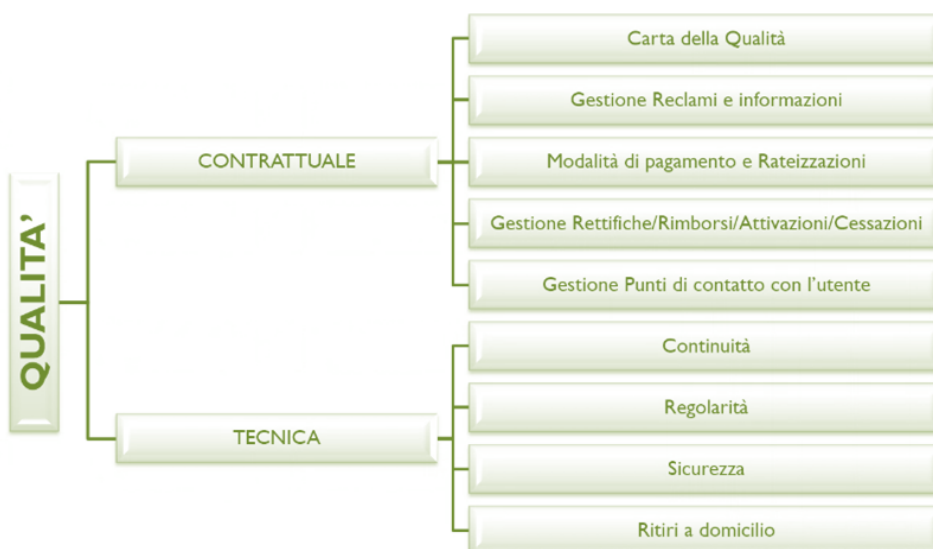 QUALITA’
CONTRATTUALE
Carta della Qualità
Gestione Reclami e informazioni
Modalità di pagamento e Rateizzazioni
Gestione Rettifiche/Rimborsi/Attivazioni/Cessazioni
Gestione Punti di contatto con l’utente
TECNICA
Continuità
Regolarità
Sicurezza
Ritiri a domicilio